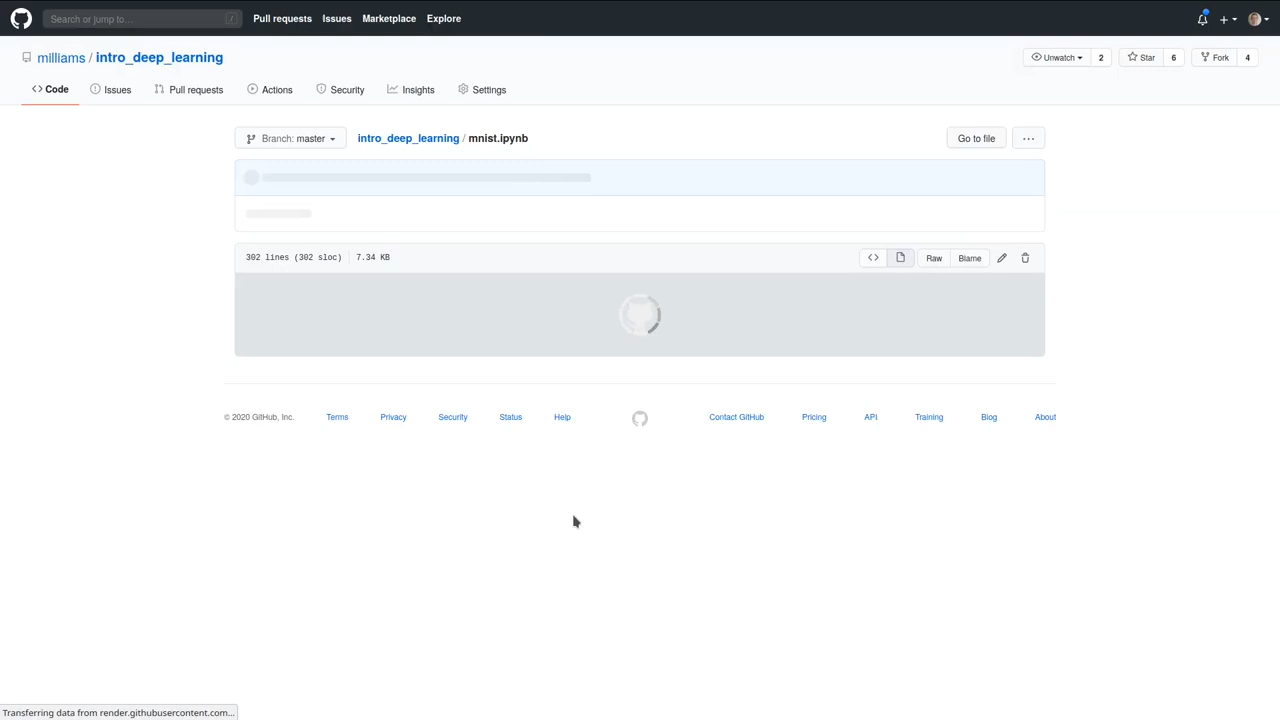 Search or jump to… /
Pull requests Issues Marketplace Explore
milliams / intro_deep_learning
Unwatch 2 Star 6 Fork 4
Code Issues Pull requests Actions Security Insights Settings
Branch: master intro_deep_learning / mnist.ipynb Go to file ...
302 lines (302 sloc) 7.34 KB <> Raw Blame
© 2020 GitHub, Inc. Terms Privacy Security Status Help Contact GitHub Pricing API Training Blog About
Transferring data from render.githubusercontent.com…